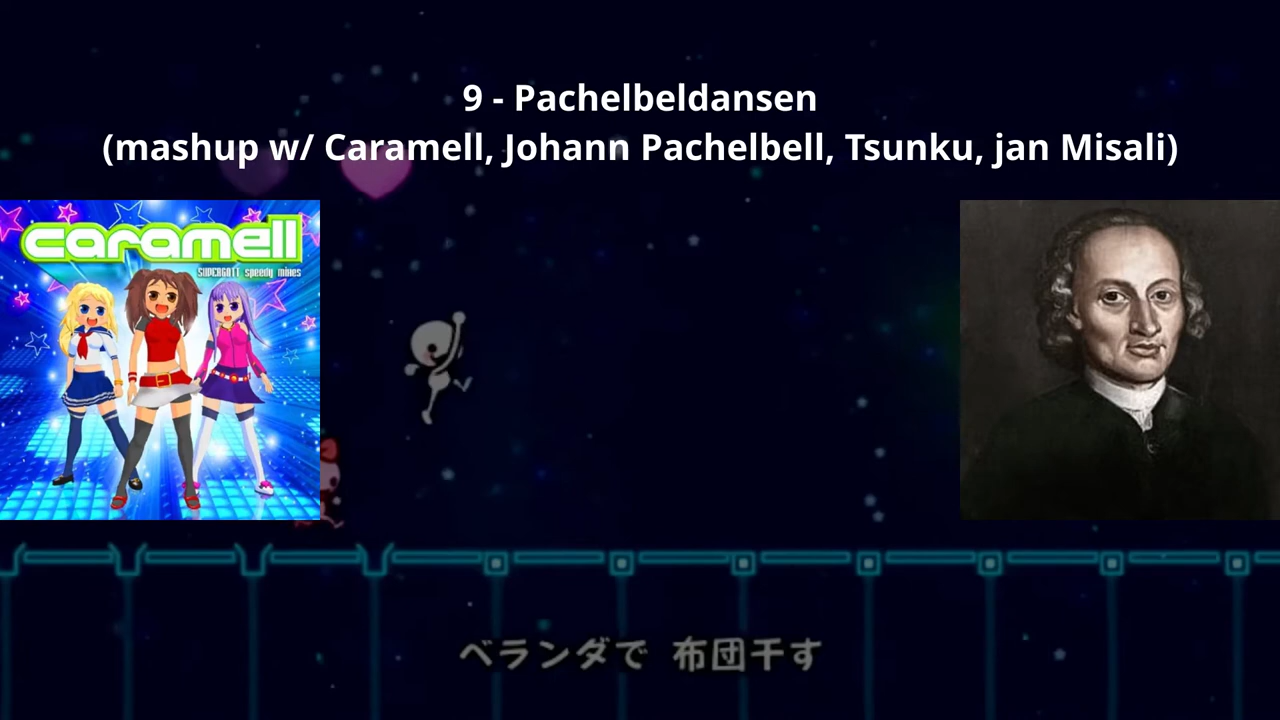 9 - Pachelbeldansen
(mashup w/ Caramell, Johann Pachelbell, Tsunku, jan Misali)
caramell
SUPERGOTT speedy mixes
ベランダで 布団干す